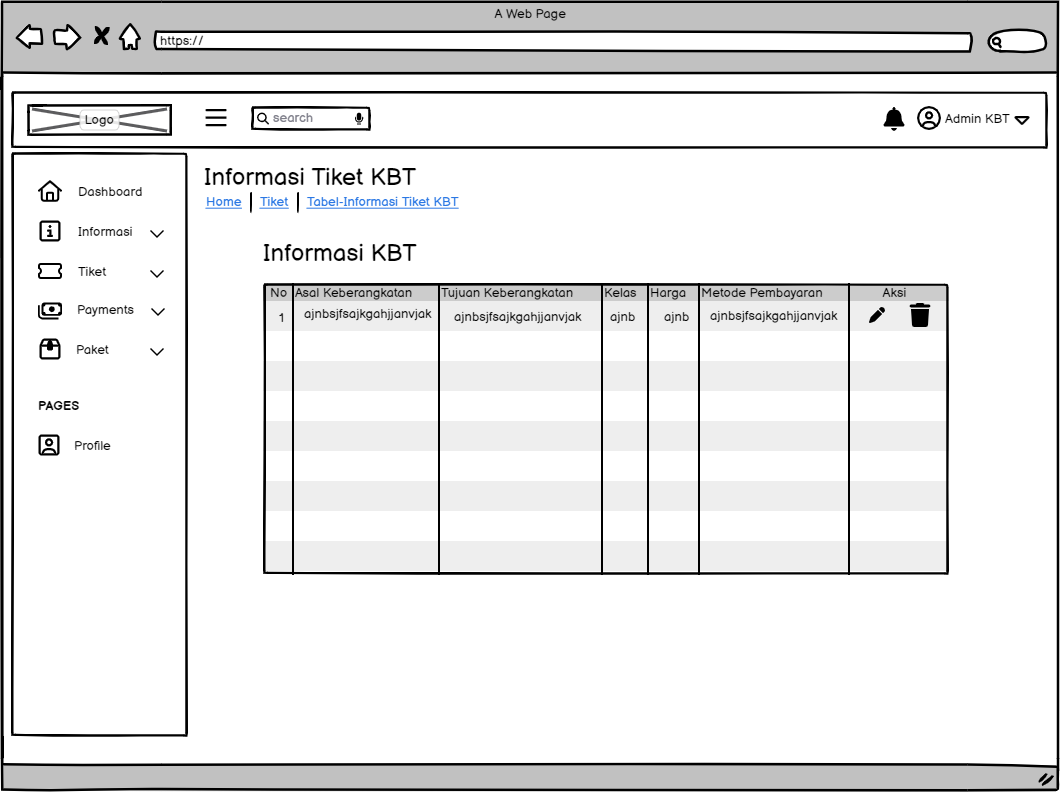 A Web Page
https://
Logo
search
Admin KBT
Dashboard
Informasi
Tiket
Payments
Paket
PAGES
Profile
Informasi Tiket KBT
Home Tiket Tabel-Informasi Tiket KBT
Informasi KBT
No Asal Keberangkatan Tujuan Keberangkatan Kelas Harga Metode Pembayaran Aksi
1 ajnbsjfsajkgahjjanvjak ajnbsjfsajkgahjjanvjak ajnb ajnb ajnbsjfsajkgahjjanvjak